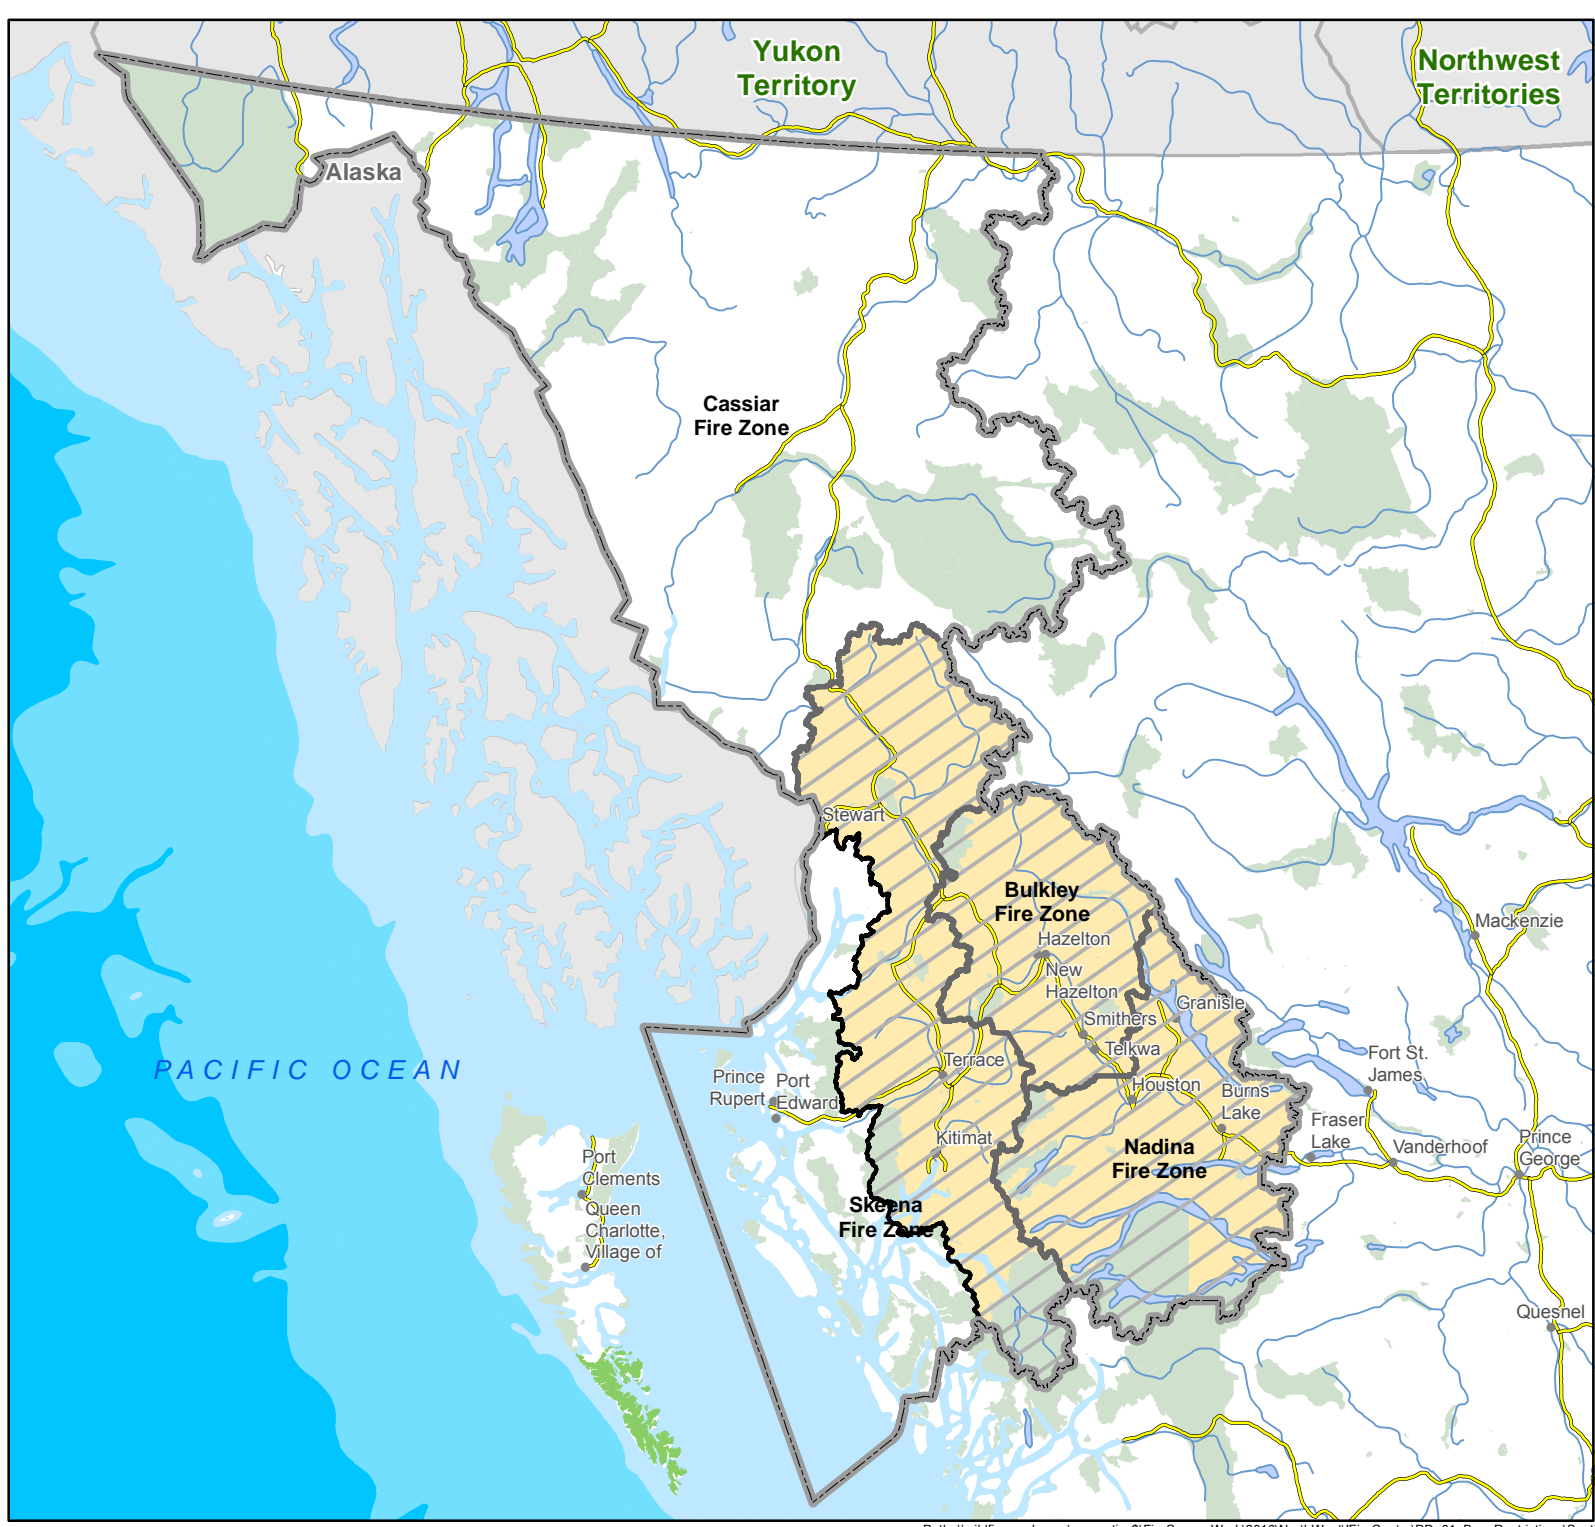 Yukon
Territory
Northwest
Territories
Alaska
Cassiar
Fire Zone
Stewart
Bulkley
Fire Zone
Hazelton
New
Hazelton
Mackenzie
Granisle
Smithers
Telkwa
PACIFIC OCEAN
Terrace
Fort St.
James
Prince
Rupert
Port
Edward
Houston
Burns
Lake
Fraser
Lake
Kitimat
Nadina
Fire Zone
Vanderhoof
Prince
George
Port
Clements
Queen
Charlotte,
Village of
Skeena
Fire Zone
Quesnel